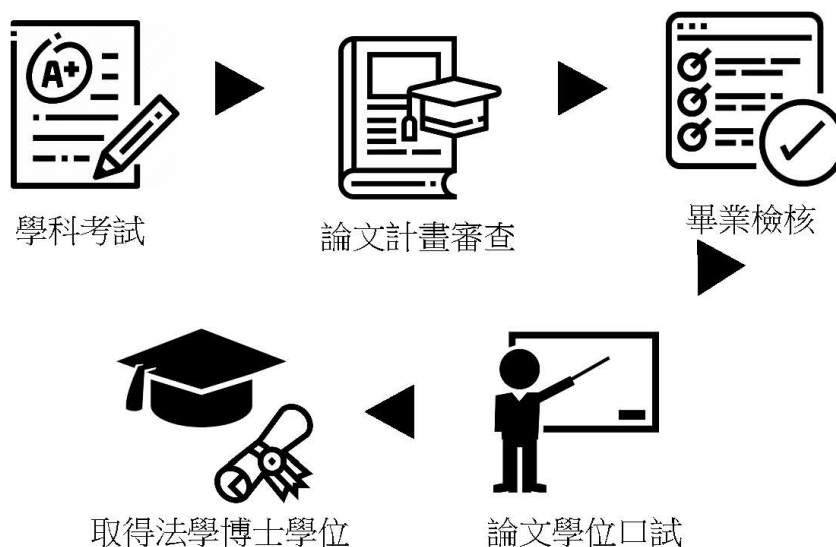 A+
學科考試
論文計畫審查
畢業檢核
論文學位口試
取得法學博士學位